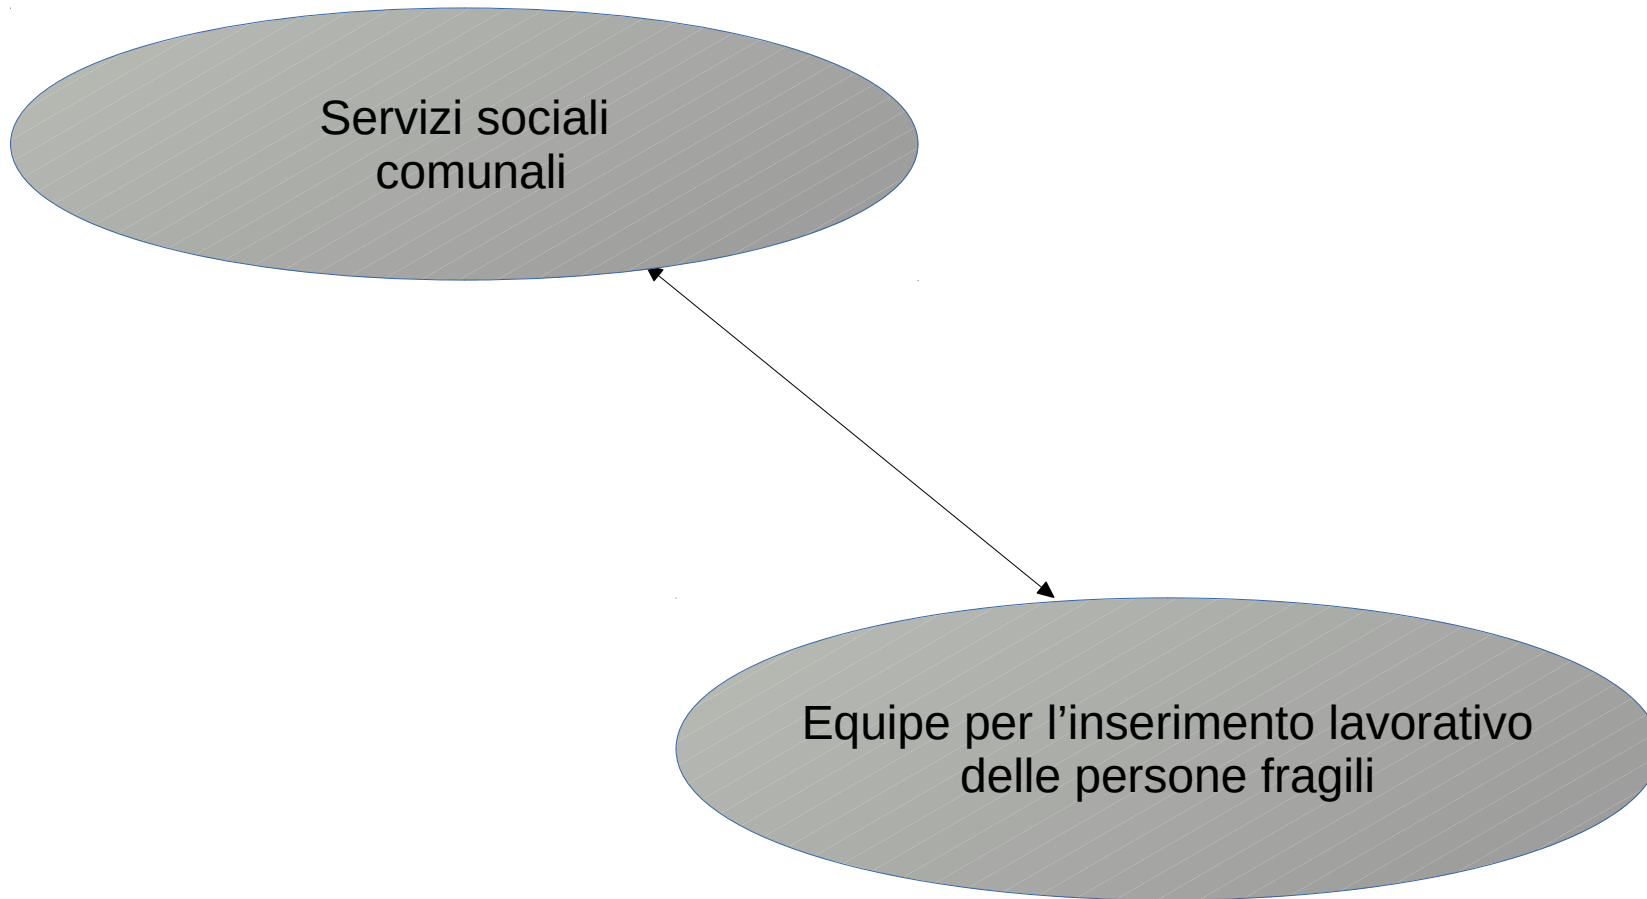 Servizi sociali
comunali
Equipe per l’inserimento lavorativo
delle persone fragili